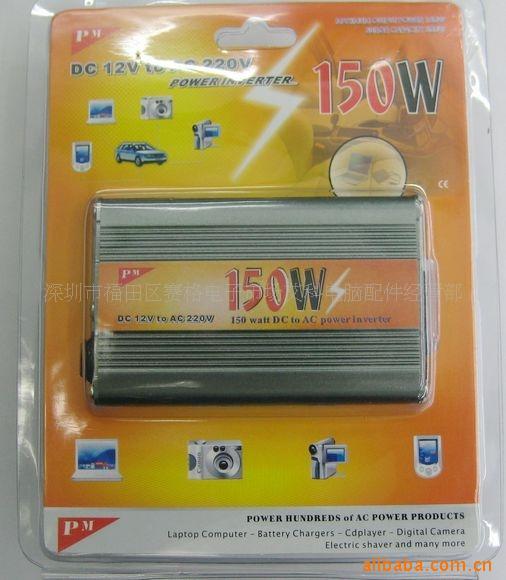 PM
DC 12V to AC 220V
POWER INVERTER
150W
CE
PM
150W
DC 12V to AC 220V
150 watt DC to AC power inverter
深圳市福田区赛格电子
脑配件经营部
Canon
PM
POWER HUNDREDS of AC POWER PRODUCTS
Laptop Computer - Battery Chargers - Cdplayer - Digital Camera
Electric shaver and many more
alibaba.com.cn